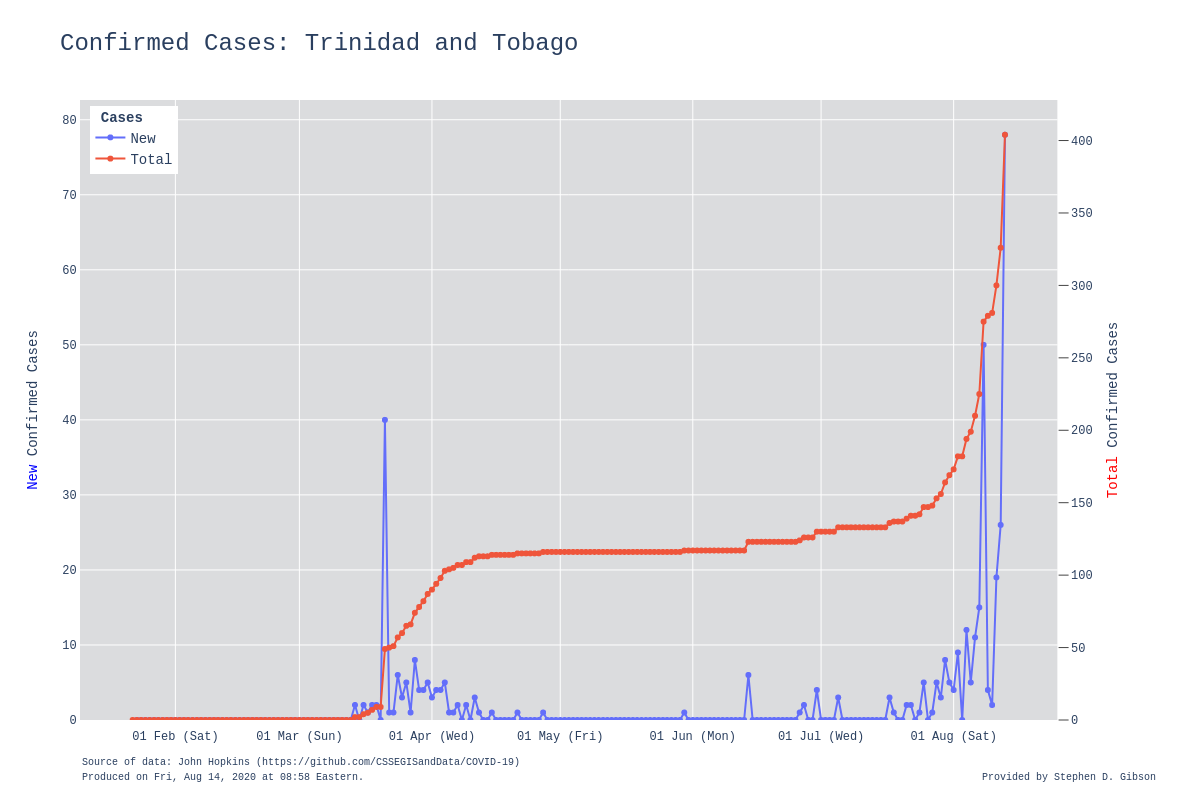 Confirmed Cases: Trinidad and Tobago
Cases
New
Total
80
70
60
50
40
30
20
10
0
New Confirmed Cases
400
350
300
250
200
150
100
50
0
Total Confirmed Cases
01 Feb (Sat) 01 Mar (Sun) 01 Apr (Wed) 01 May (Fri) 01 Jun (Mon) 01 Jul (Wed) 01 Aug (Sat)
Source of data: John Hopkins (https://github.com/CSSEGISandData/COVID-19)
Produced on Fri, Aug 14, 2020 at 08:58 Eastern.
Provided by Stephen D. Gibson